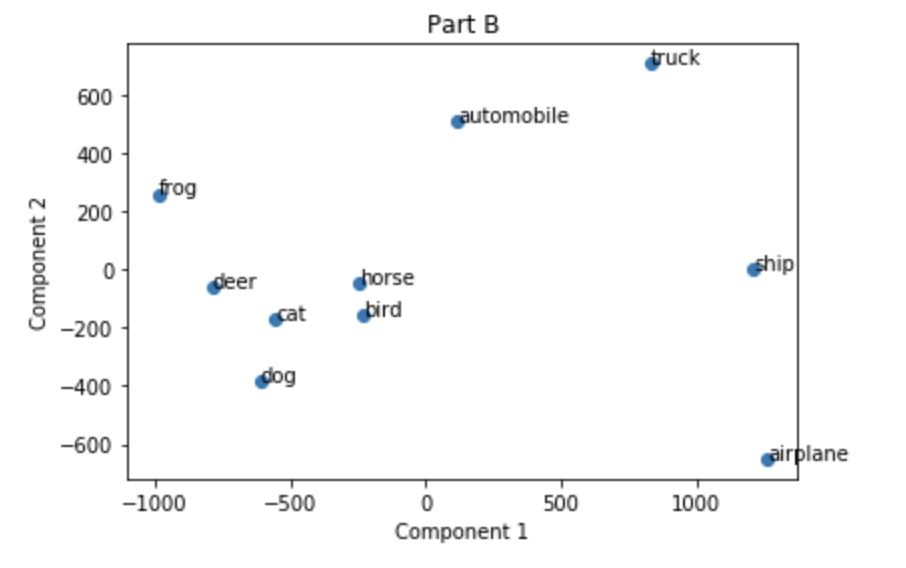 Part B
truck
600
automobile
400
frog
200
Component 2
0
ship
deer
horse
cat
bird
−200
dog
−400
−600
airplane
−1000
−500
0
500
1000
Component 1